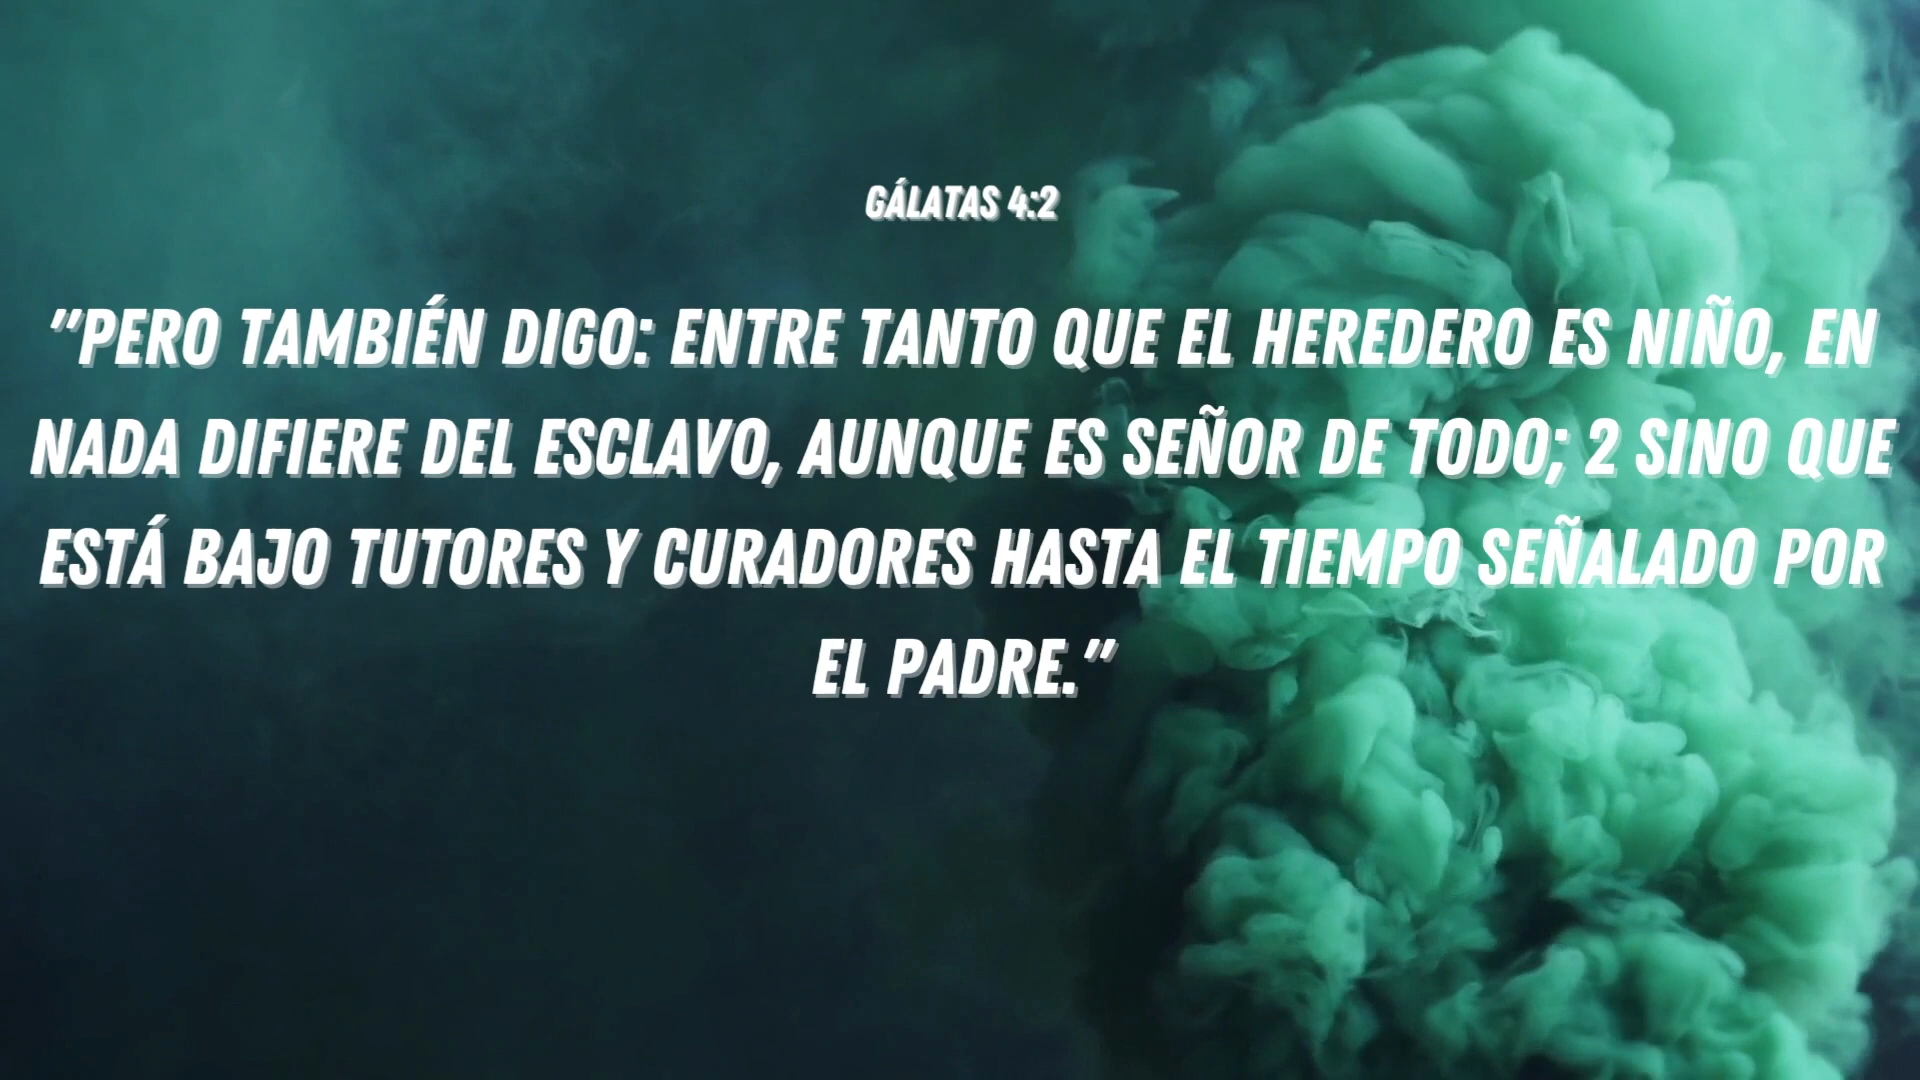 GÁLATAS 4:2
"PERO TAMBIÉN DIGO: ENTRE TANTO QUE EL HEREDERO ES NIÑO, EN
NADA DIFIERE DEL ESCLAVO, AUNQUE ES SEÑOR DE TODO; 2 SINO QUE
ESTÁ BAJO TUTORES Y CURADORES HASTA EL TIEMPO SEÑALADO POR
EL PADRE."